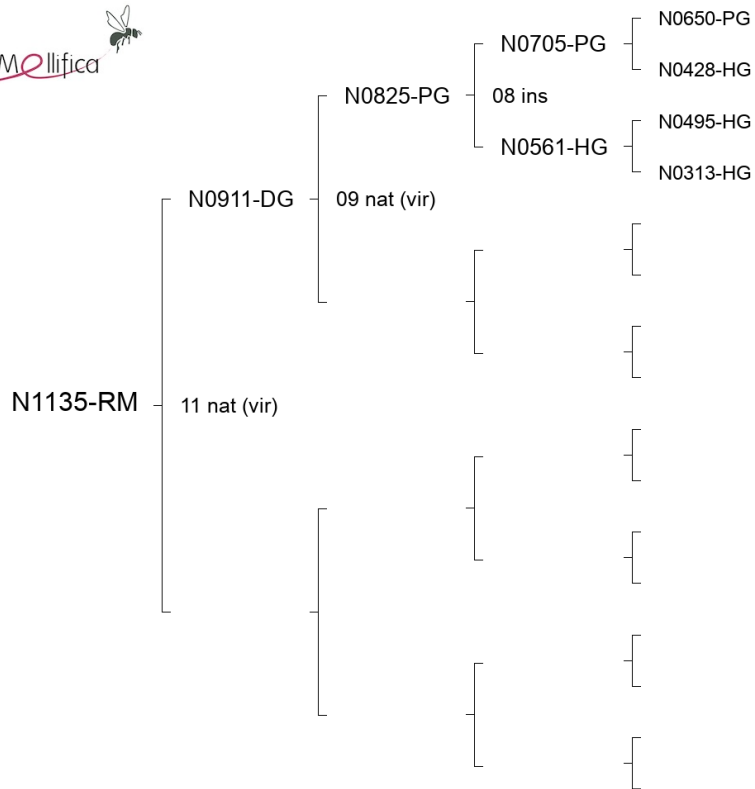 Mellifica
N0650-PG
N0705-PG
N0428-HG
N0825-PG
08 ins
N0495-HG
N0561-HG
N0313-HG
N0911-DG
09 nat (vir)
N1135-RM
11 nat (vir)